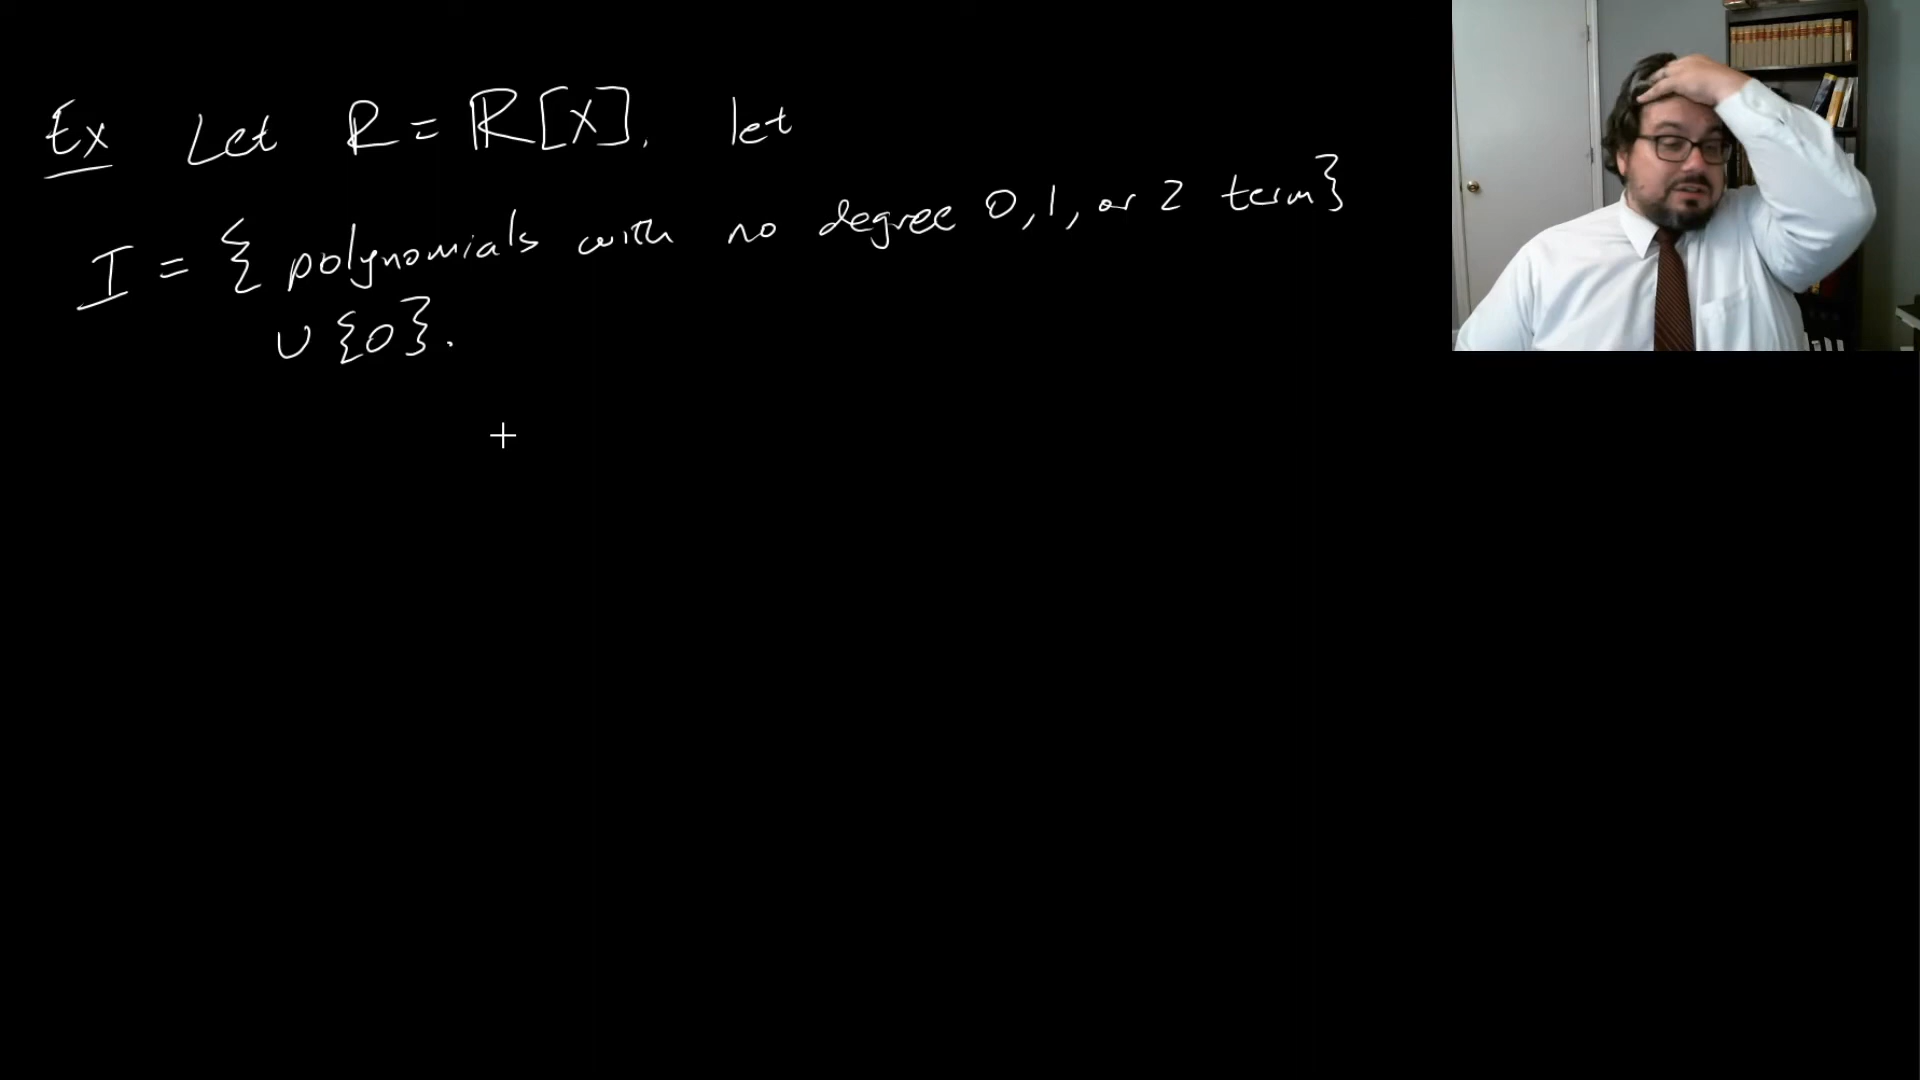 Ex Let R = ℝ[x], let
I = { polynomials with no degree 0, 1, or 2 term}
∪ {0}.